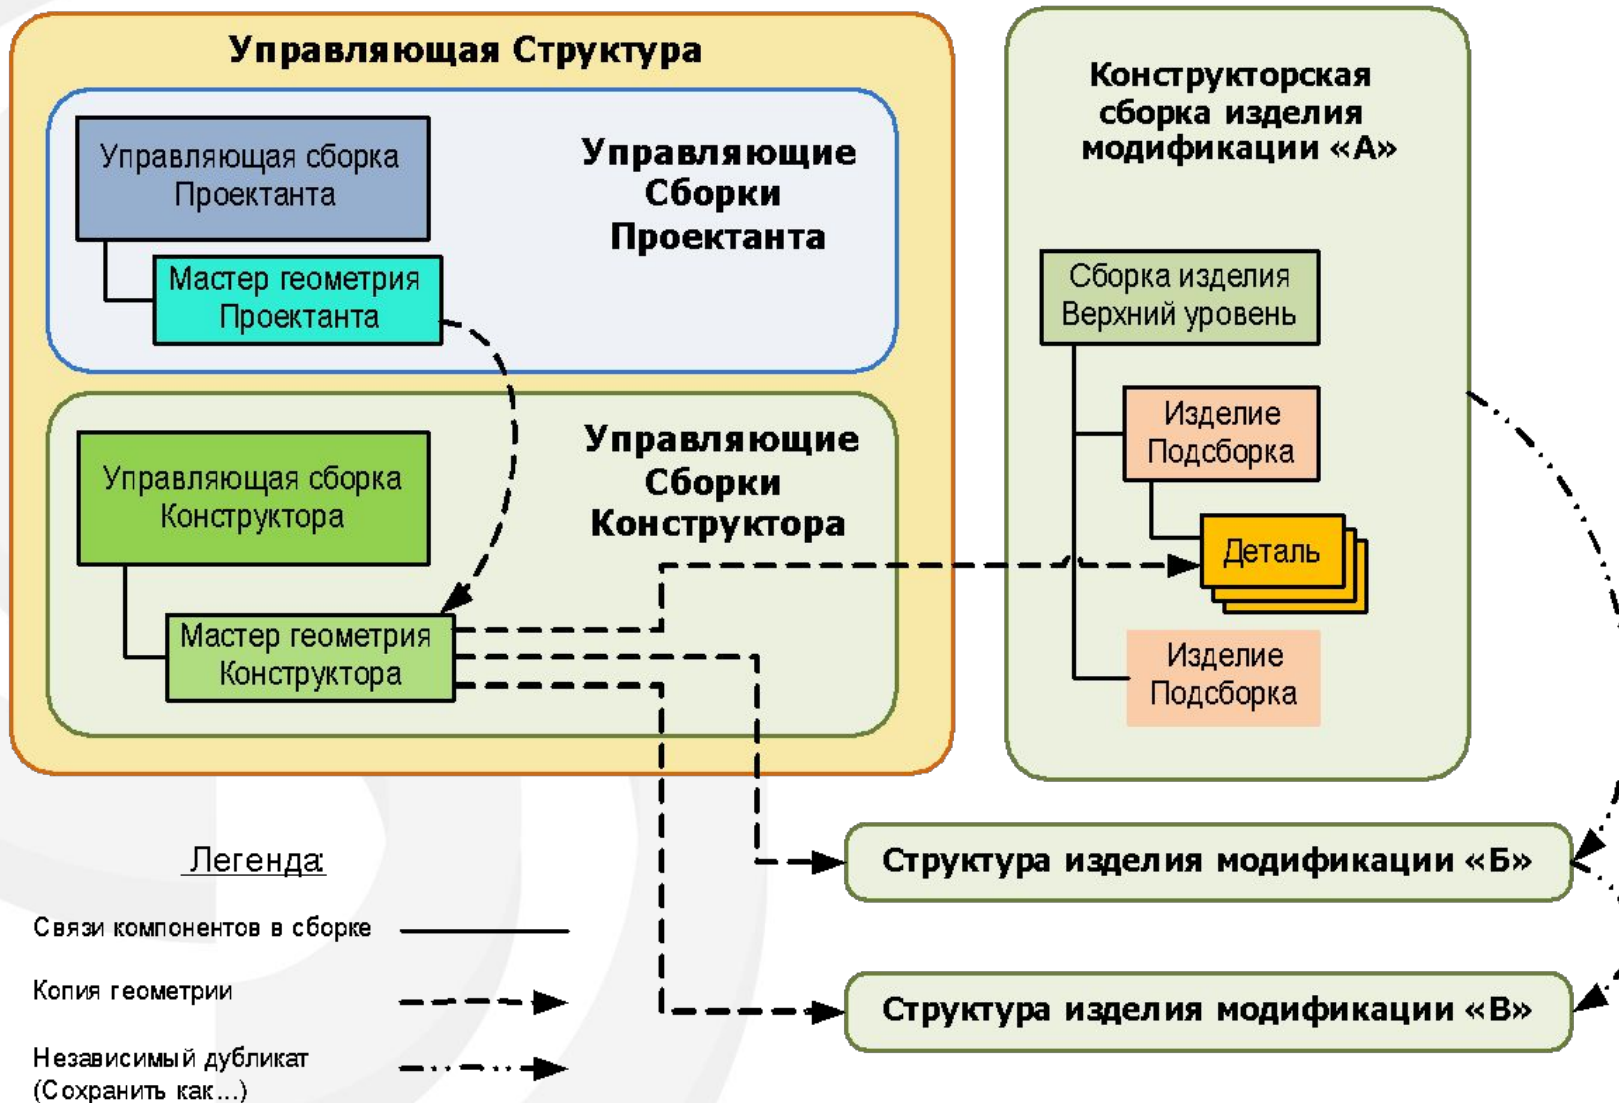 Управляющая Структура
Управляющая сборка
Проектанта
Мастер геометрия
Проектанта
Управляющие
Сборки
Проектанта
Управляющая сборка
Конструктора
Мастер геометрия
Конструктора
Управляющие
Сборки
Конструктора
Конструкторская
сборка изделия
модификации «А»
Сборка изделия
Верхний уровень
Изделие
Подсборка
Деталь
Изделие
Подсборка
Структура изделия модификации «Б»
Структура изделия модификации «В»
Легенда:
Связи компонентов в сборке
Копия геометрии
Независимый дубликат
(Сохранить как...)